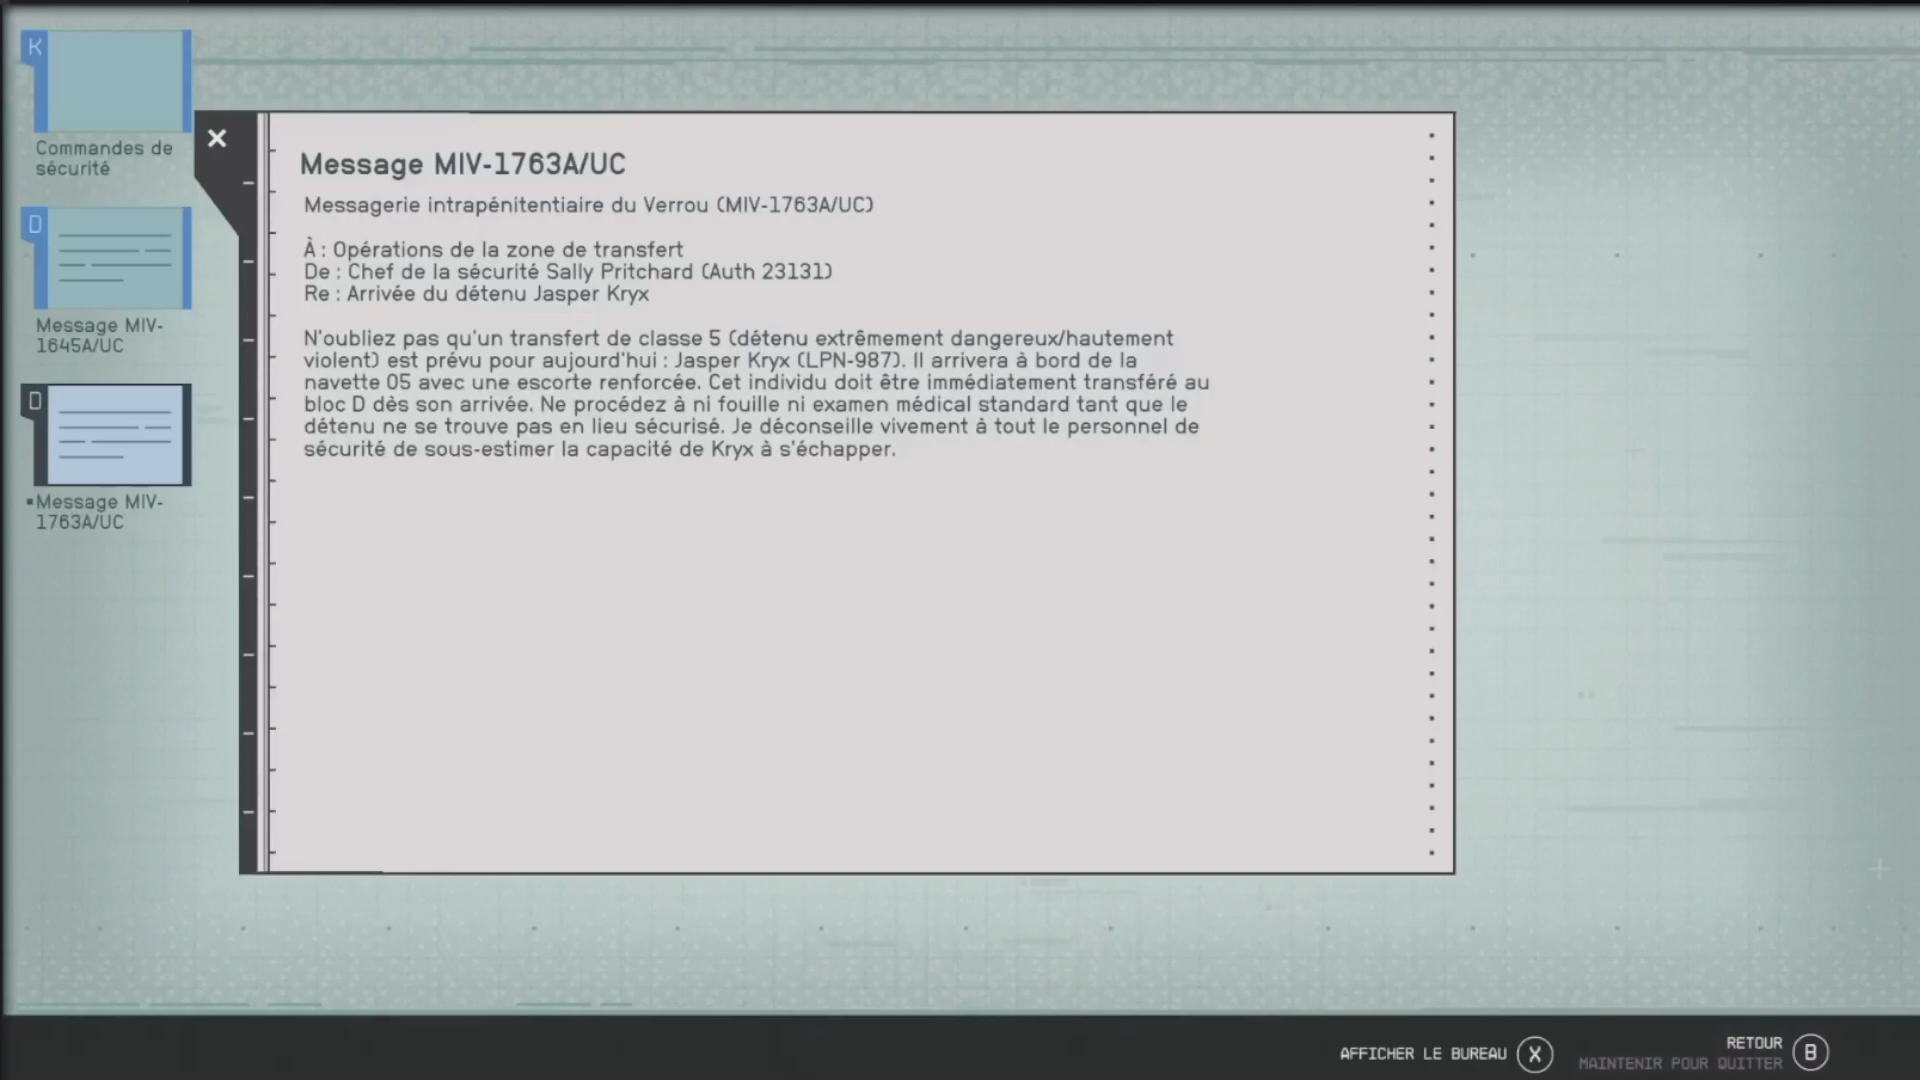 K
Commandes de
sécurité
D
Message MIV-
1645A/UC
D
Message MIV-
1763A/UC
Message MIV-1763A/UC
Messagerie intrapénitentiaire du Verrou (MIV-1763A/UC)
À : Opérations de la zone de transfert
De : Chef de la sécurité Sally Pritchard (Auth 23131)
Re : Arrivée du détenu Jasper Kryx
N'oubliez pas qu'un transfert de classe 5 (détenu extrêmement dangereux/hautement
violent) est prévu pour aujourd'hui : Jasper Kryx (LPN-987). Il arrivera à bord de la
navette 05 avec une escorte renforcée. Cet individu doit être immédiatement transféré au
bloc D dès son arrivée. Ne procédez à ni fouille ni examen médical standard tant que le
détenu ne se trouve pas en lieu sécurisé. Je déconseille vivement à tout le personnel de
sécurité de sous-estimer la capacité de Kryx à s'échapper.
AFFICHER LE BUREAU X
RETOUR B
MAINTENIR POUR QUITTER